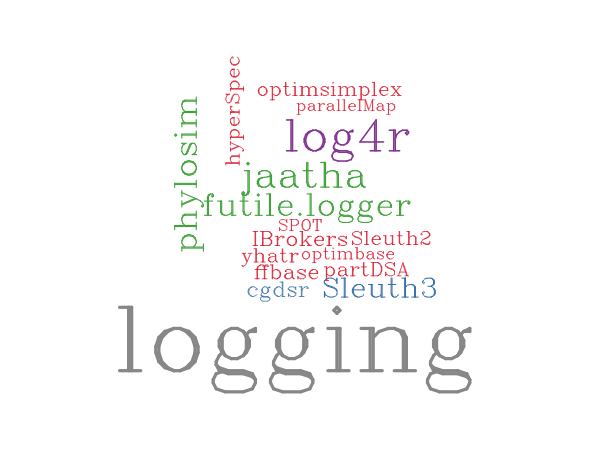 hyperSpec
optimsimplex
parallelMap
log4r
phylosim
jaatha
futile.logger
SPOT
IBrokers Sleuth2
yhatr optimbase
ffbase partDSA
cgdsr Sleuth3
logging